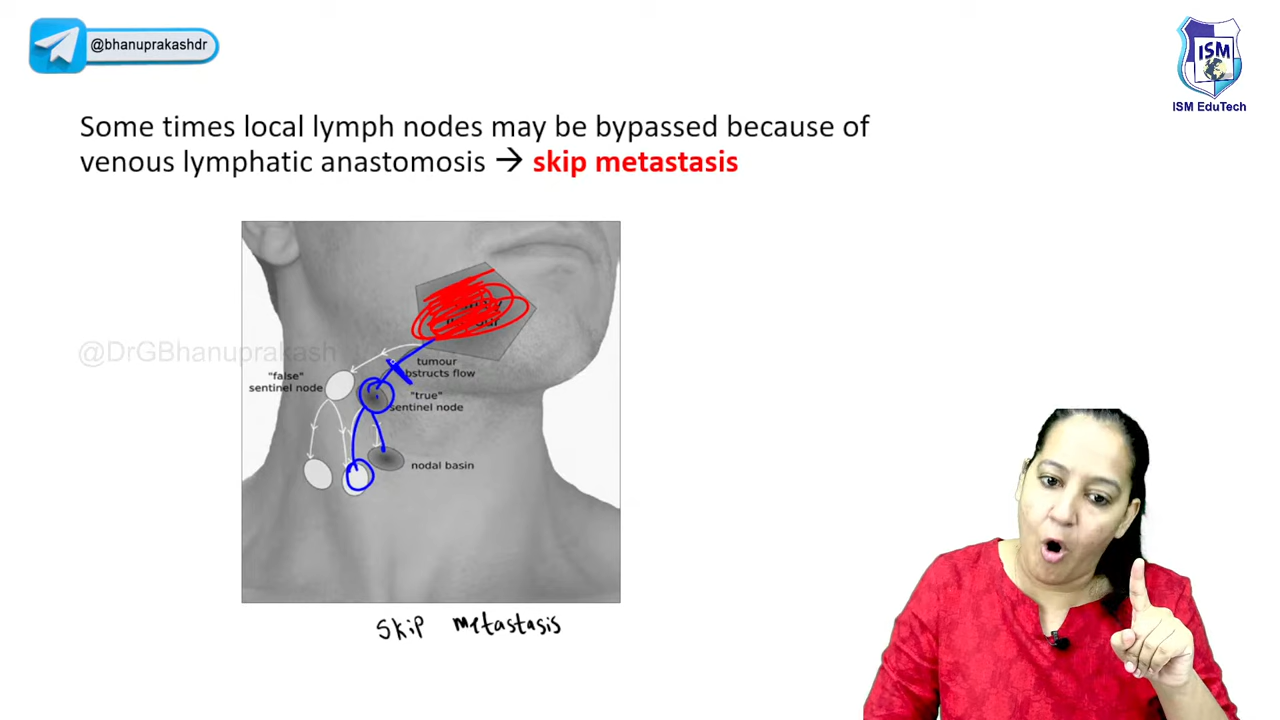 @bhanuprakashdr
ISM
ISM EduTech
Some times local lymph nodes may be bypassed because of
venous lymphatic anastomosis → skip metastasis
@DrGBhanuprakash
tumour
obstructs flow
"false"
sentinel node
"true"
sentinel node
nodal basin
skip metastasis